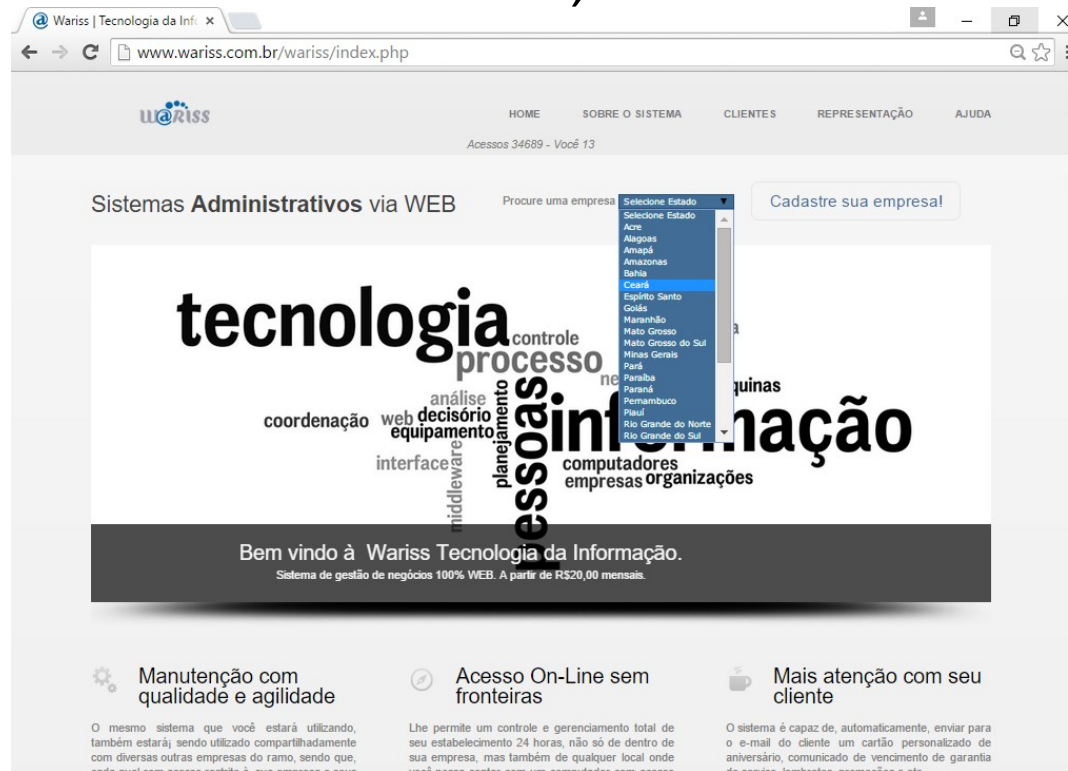 Wariss | Tecnologia da Info
www.wariss.com.br/wariss/index.php
w@riss
HOME SOBRE O SISTEMA CLIENTES REPRESENTAÇÃO AJUDA
Acessos 34689 - Você 13
Sistemas Administrativos via WEB
Procure uma empresa
Selecione Estado
Cadastre sua empresa!
Selecione Estado
Acre
Alagoas
Amapá
Amazonas
Bahia
Ceará
Espírito Santo
Goiás
Maranhão
Mato Grosso
Mato Grosso do Sul
Minas Gerais
Pará
Paraíba
Paraná
Pernambuco
Piauí
Rio Grande do Norte
Rio Grande do Sul
tecnologia
controle
processo
análise
coordenação
web decisório
equipamento
planejamento
pessoas
interface
middleware
computadores
empresas organizações
Bem vindo à Wariss Tecnologia da Informação.
Sistema de gestão de negócios 100% WEB. A partir de R$20,00 mensais.
Manutenção com
qualidade e agilidade
O mesmo sistema que você estará utilizando,
também estará¡ sendo utilizado compartilhadamente
com diversas outras empresas do ramo, sendo que,
Acesso On-Line sem
fronteiras
Lhe permite um controle e gerenciamento total de
seu estabelecimento 24 horas, não só de dentro de
sua empresa, mas também de qualquer local onde
Mais atenção com seu
cliente
O sistema é capaz de, automaticamente, enviar para
o e-mail do cliente um cartão personalizado de
aniversário, comunicado de vencimento de garantia